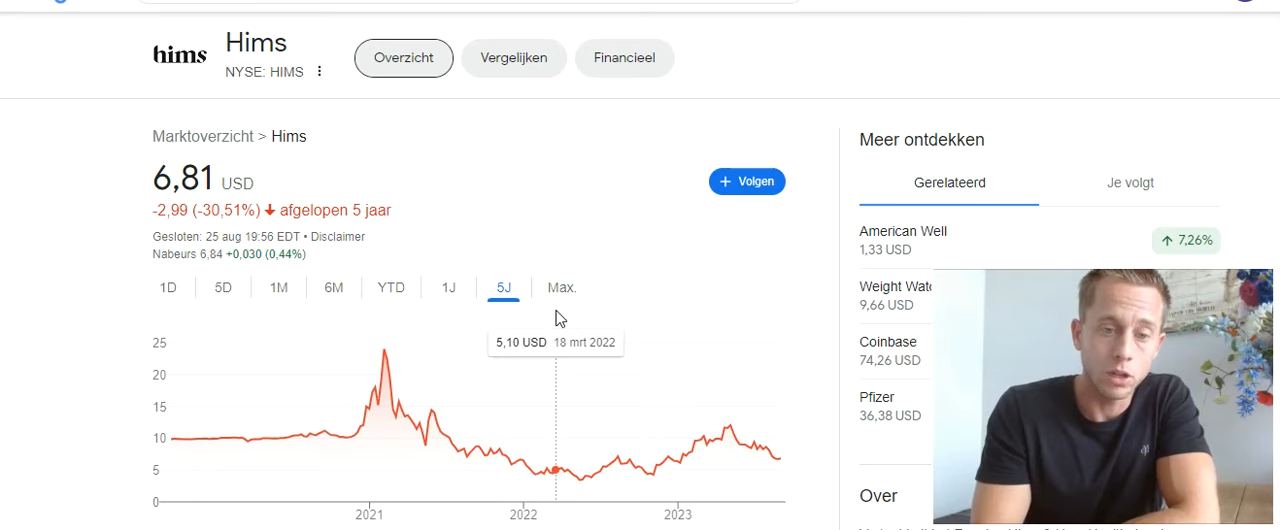 hims
Hims
NYSE: HIMS
Overzicht
Vergelijken
Financieel
Marktoverzicht > Hims
6,81 USD
-2,99 (-30,51%) ↓ afgelopen 5 jaar
Gesloten: 25 aug 19:56 EDT • Disclaimer
Nabeurs 6,84 +0,030 (0,44%)
+ Volgen
1D 5D 1M 6M YTD 1J 5J Max.
5,10 USD 18 mrt 2022
25
20
15
10
5
0
2021 2022 2023
Meer ontdekken
Gerelateerd Je volgt
American Well
1,33 USD
↑ 7,26%
Weight
9,66 USD
Coinbase
74,26 USD
Pfizer
36,38 USD
Over